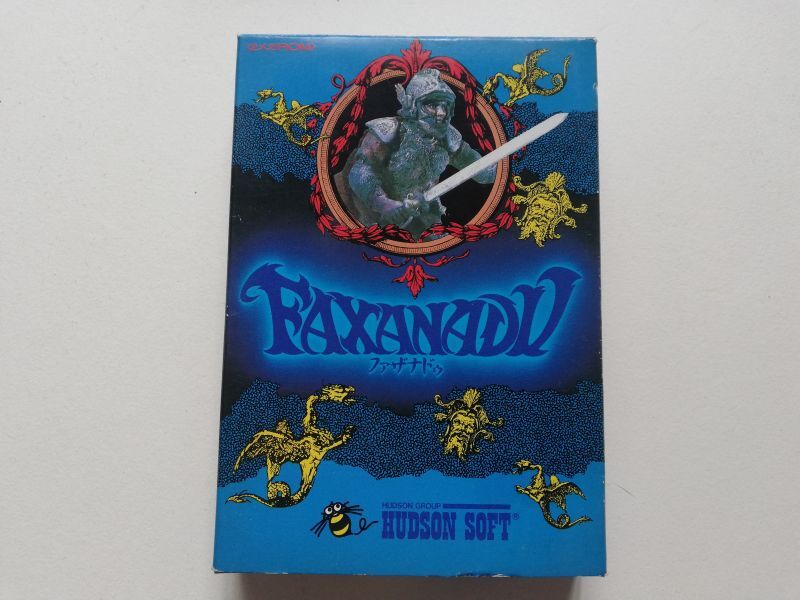 FAXANADU
ファザナドゥ
HUDSON GROUP
HUDSON SOFT®